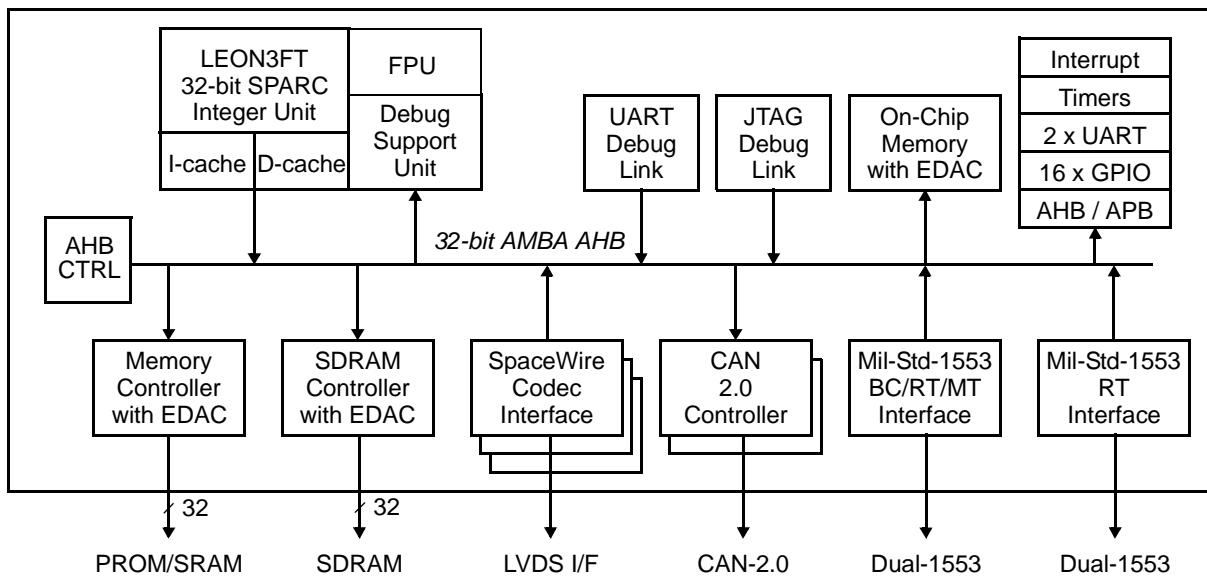 LEON3FT
32-bit SPARC
Integer Unit
I-cache
D-cache
FPU
Debug
Support
Unit
UART
Debug
Link
JTAG
Debug
Link
On-Chip
Memory
with EDAC
Interrupt
Timers
2 x UART
16 x GPIO
AHB / APB
AHB
CTRL
32-bit AMBA AHB
Memory
Controller
with EDAC
SDRAM
Controller
with EDAC
SpaceWire
Codec
Interface
CAN
2.0
Controller
Mil-Std-1553
BC/RT/MT
Interface
Mil-Std-1553
RT
Interface
32
32
PROM/SRAM
SDRAM
LVDS I/F
CAN-2.0
Dual-1553
Dual-1553